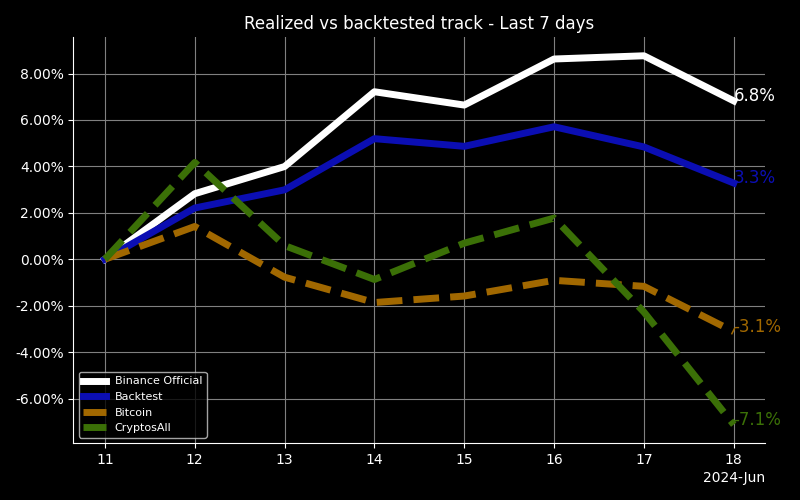 Realized vs backtested track - Last 7 days
8.00%
6.00%
4.00%
2.00%
0.00%
-2.00%
-4.00%
-6.00%
6.8%
3.3%
-3.1%
-7.1%
Binance Official
Backtest
Bitcoin
CryptosAll
11 12 13 14 15 16 17 18
2024-Jun